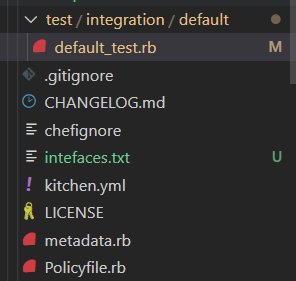 test / integration / default
default_test.rb M
.gitignore
CHANGELOG.md
chefignore
intefaces.txt U
kitchen.yml
LICENSE
metadata.rb
Policyfile.rb